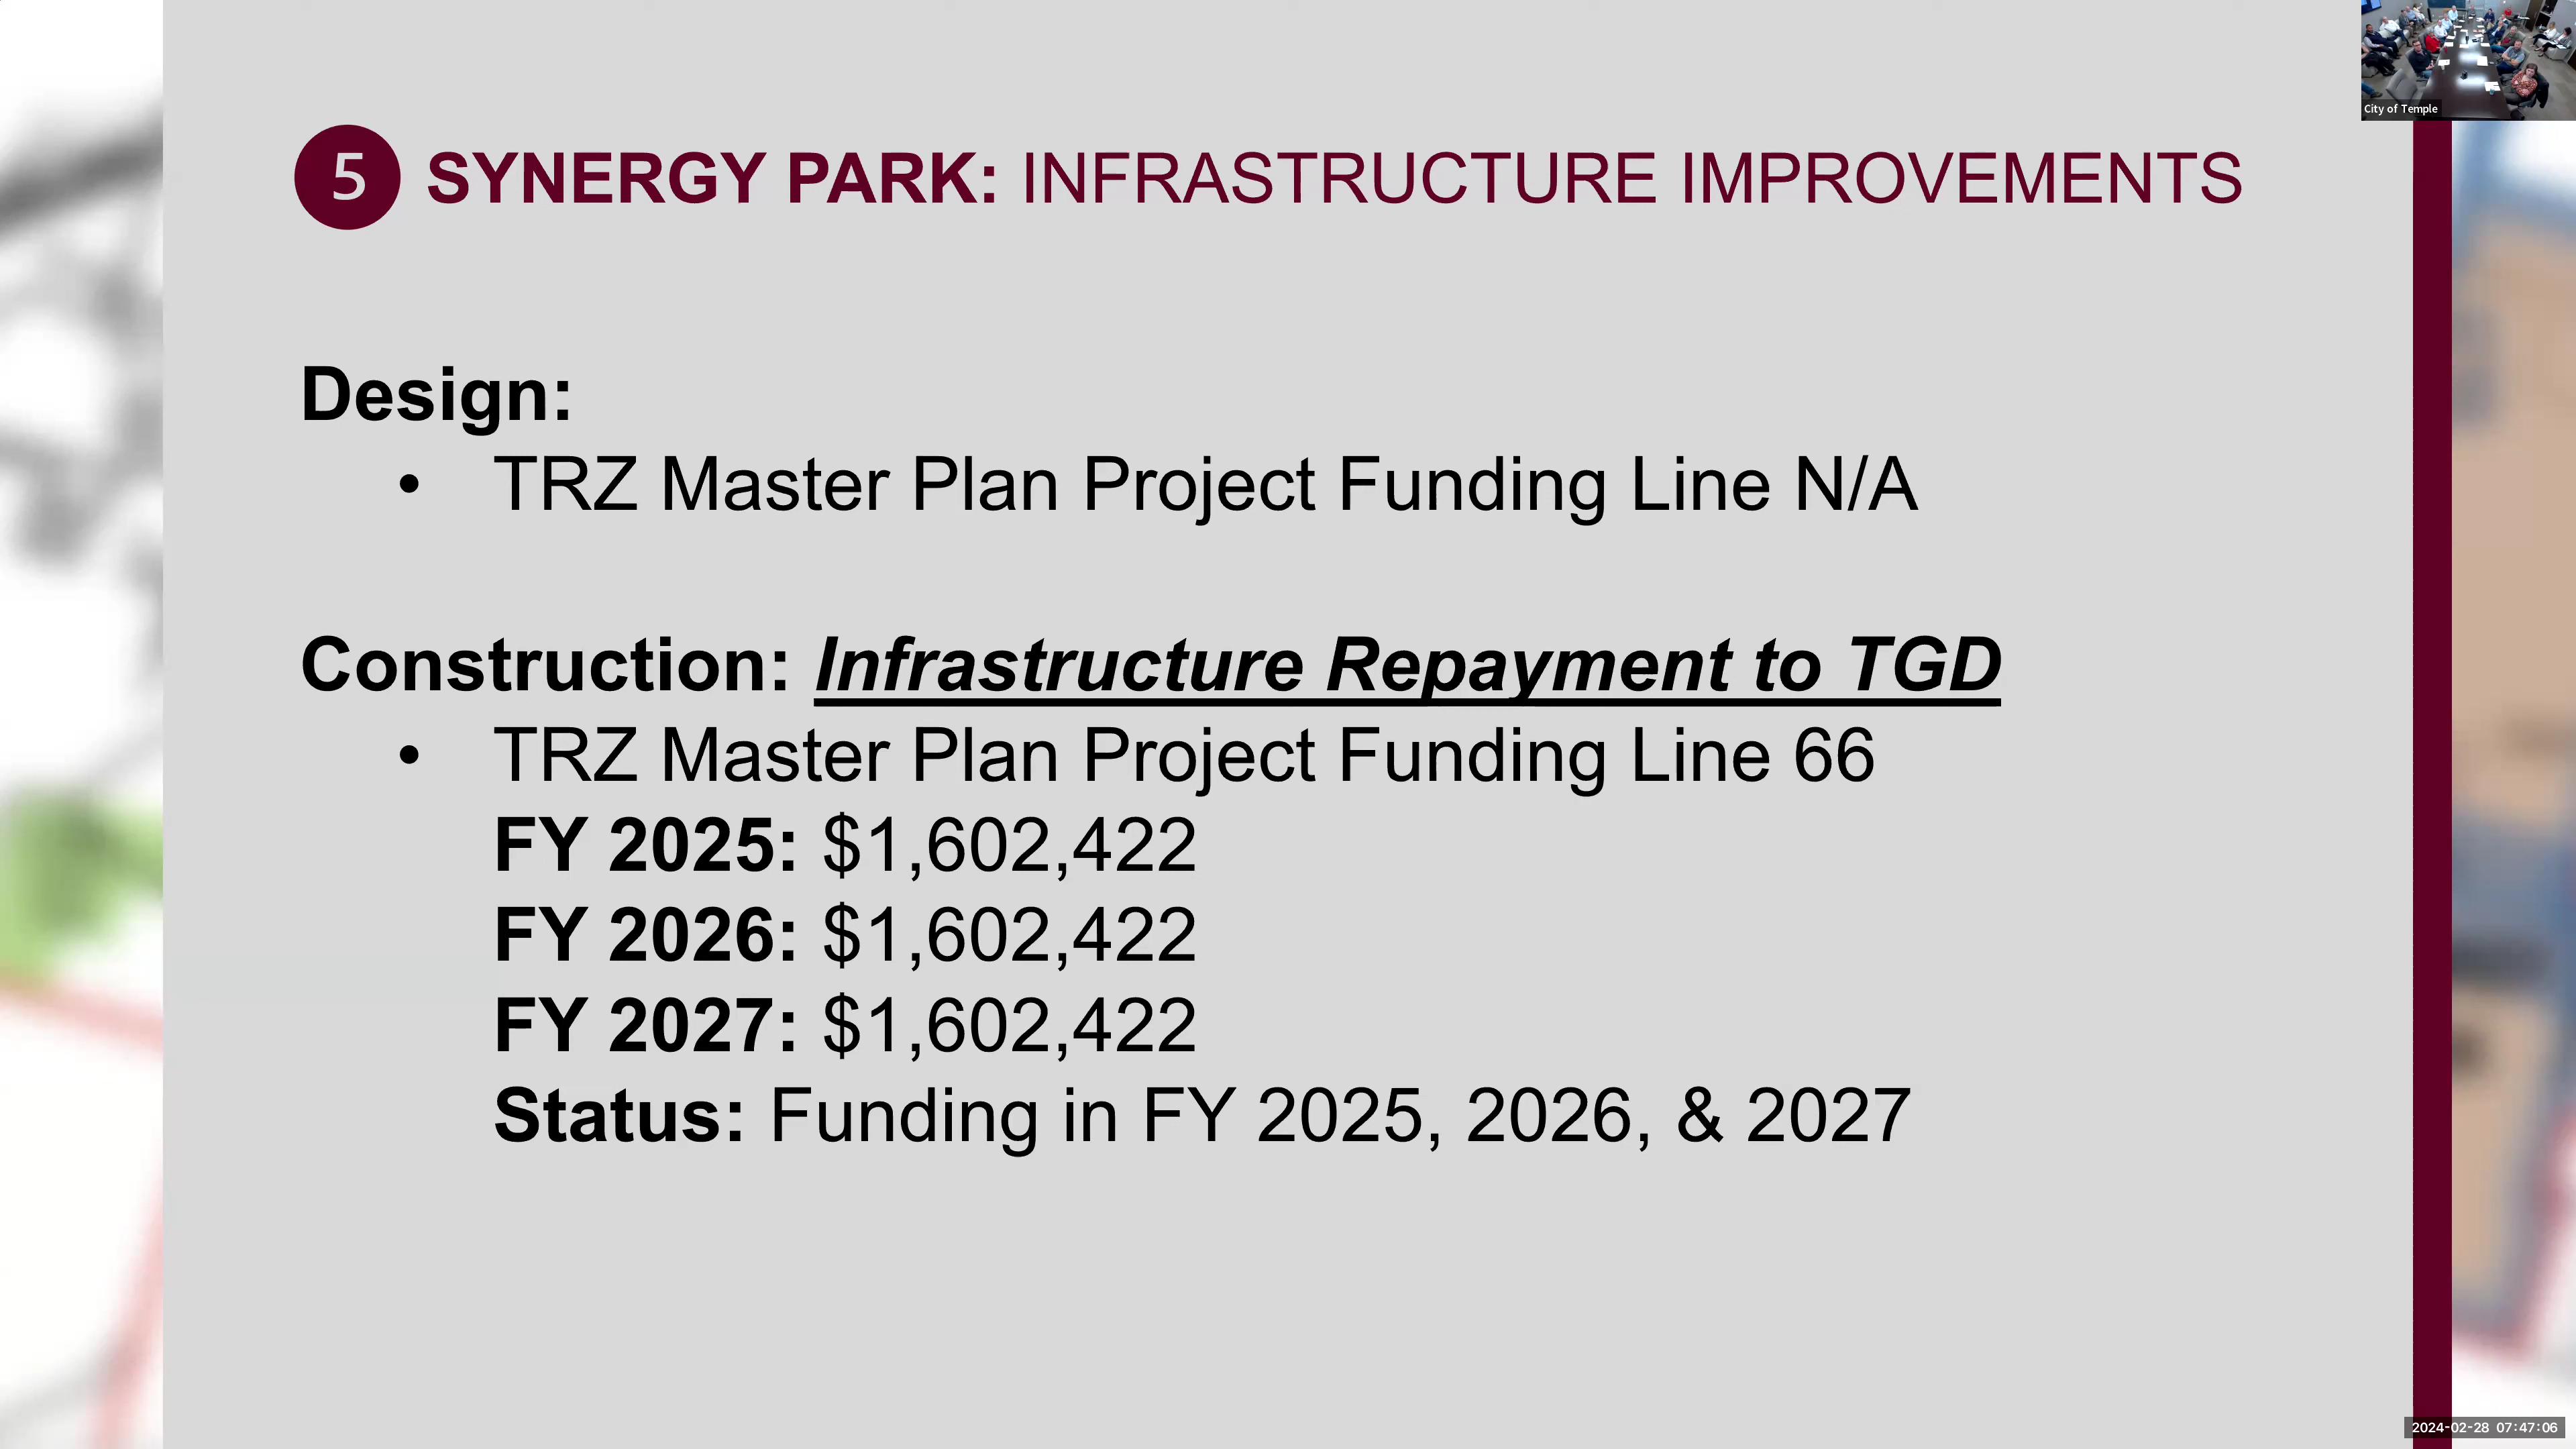 City of Temple
5 SYNERGY PARK: INFRASTRUCTURE IMPROVEMENTS
Design:
• TRZ Master Plan Project Funding Line N/A
Construction: Infrastructure Repayment to TGD
• TRZ Master Plan Project Funding Line 66
FY 2025: $1,602,422
FY 2026: $1,602,422
FY 2027: $1,602,422
Status: Funding in FY 2025, 2026, & 2027
2024-02-28 07:47:06